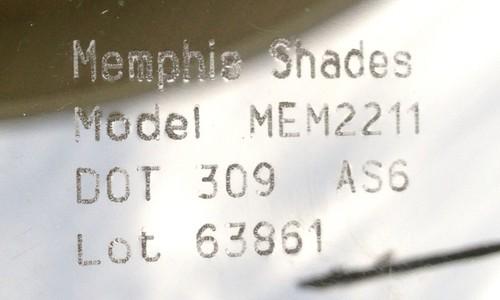 Memphis Shades
Model MEM2211
DOT 309 AS6
Lot 63861